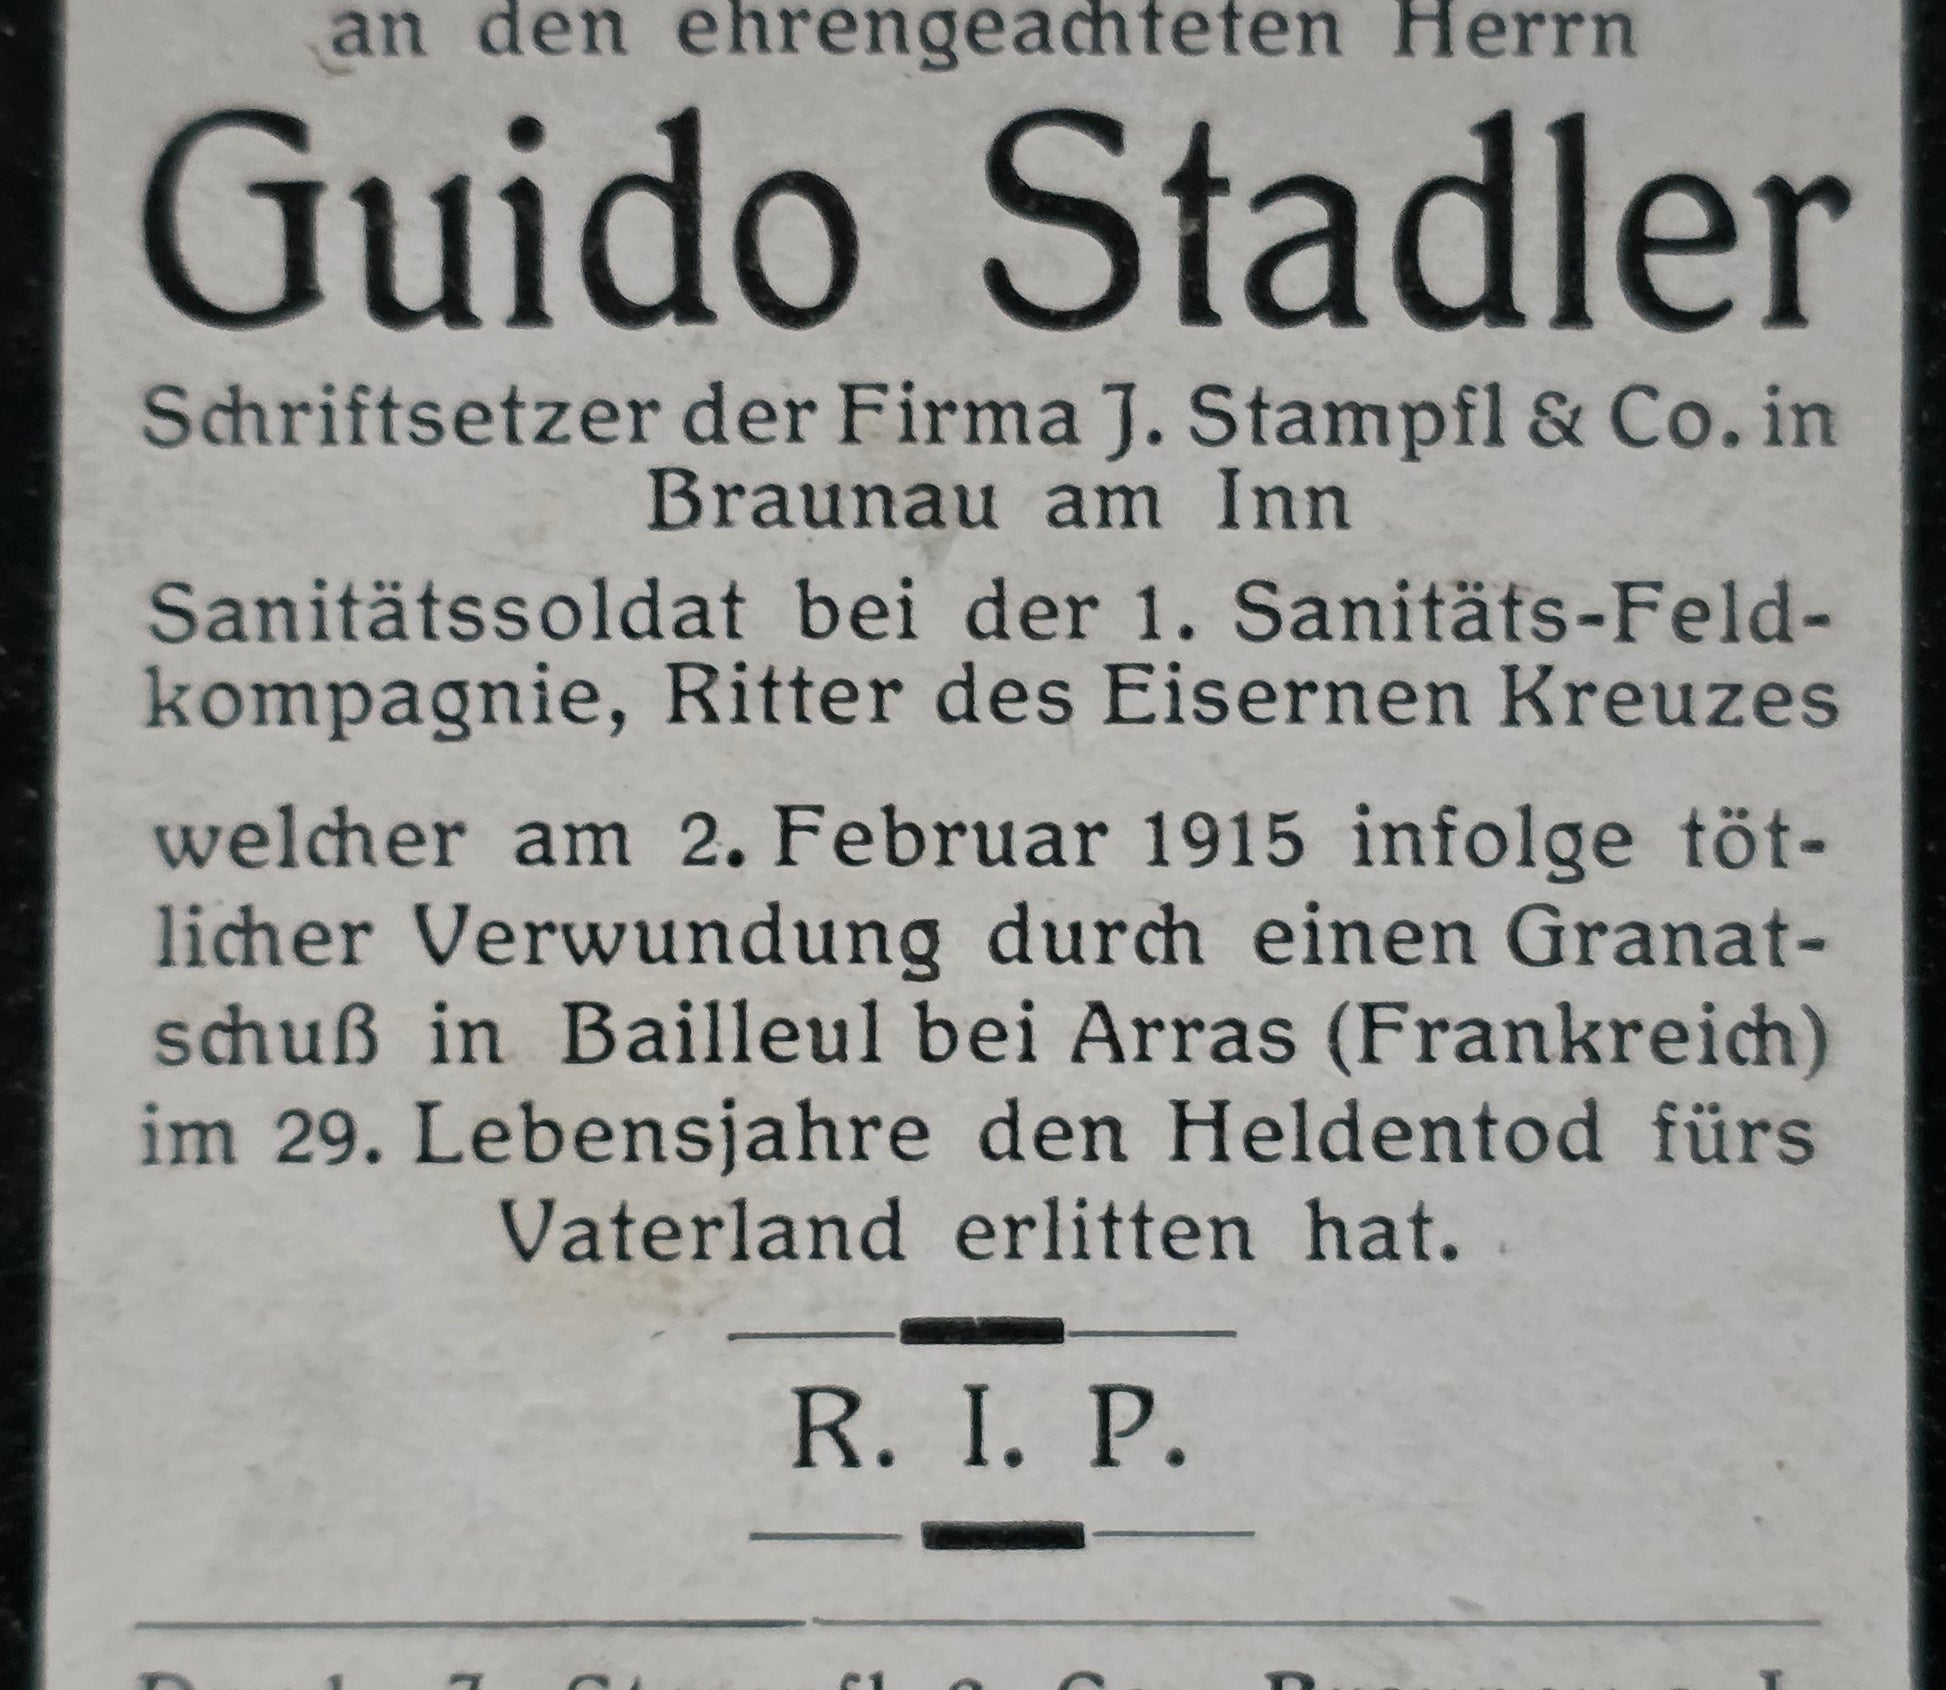 an den ehrengeachteten Herrn
Guido Stadler
Schriftsetzer der Firma J. Stampfl & Co. in
Braunau am Inn
Sanitätssoldat bei der 1. Sanitäts-Feld-
kompagnie, Ritter des Eisernen Kreuzes
welcher am 2. Februar 1915 infolge töt-
licher Verwundung durch einen Granat-
schuß in Bailleul bei Arras (Frankreich)
im 29. Lebensjahre den Heldentod fürs
Vaterland erlitten hat.
R. I. P.